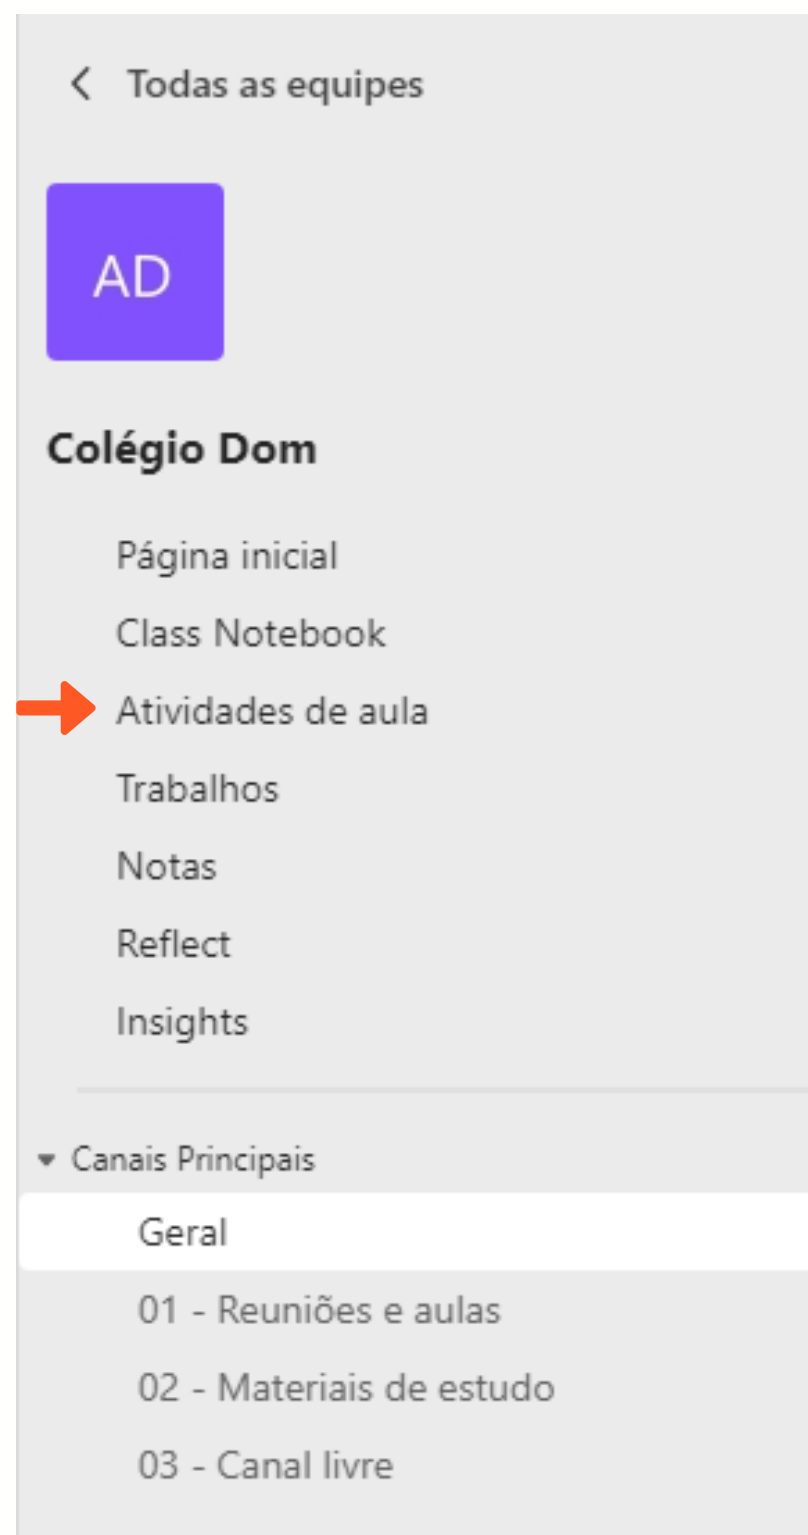 Todas as equipes
AD
Colégio Dom
Página inicial
Class Notebook
Atividades de aula
Trabalhos
Notas
Reflect
Insights
Canais Principais
Geral
01 - Reuniões e aulas
02 - Materiais de estudo
03 - Canal livre